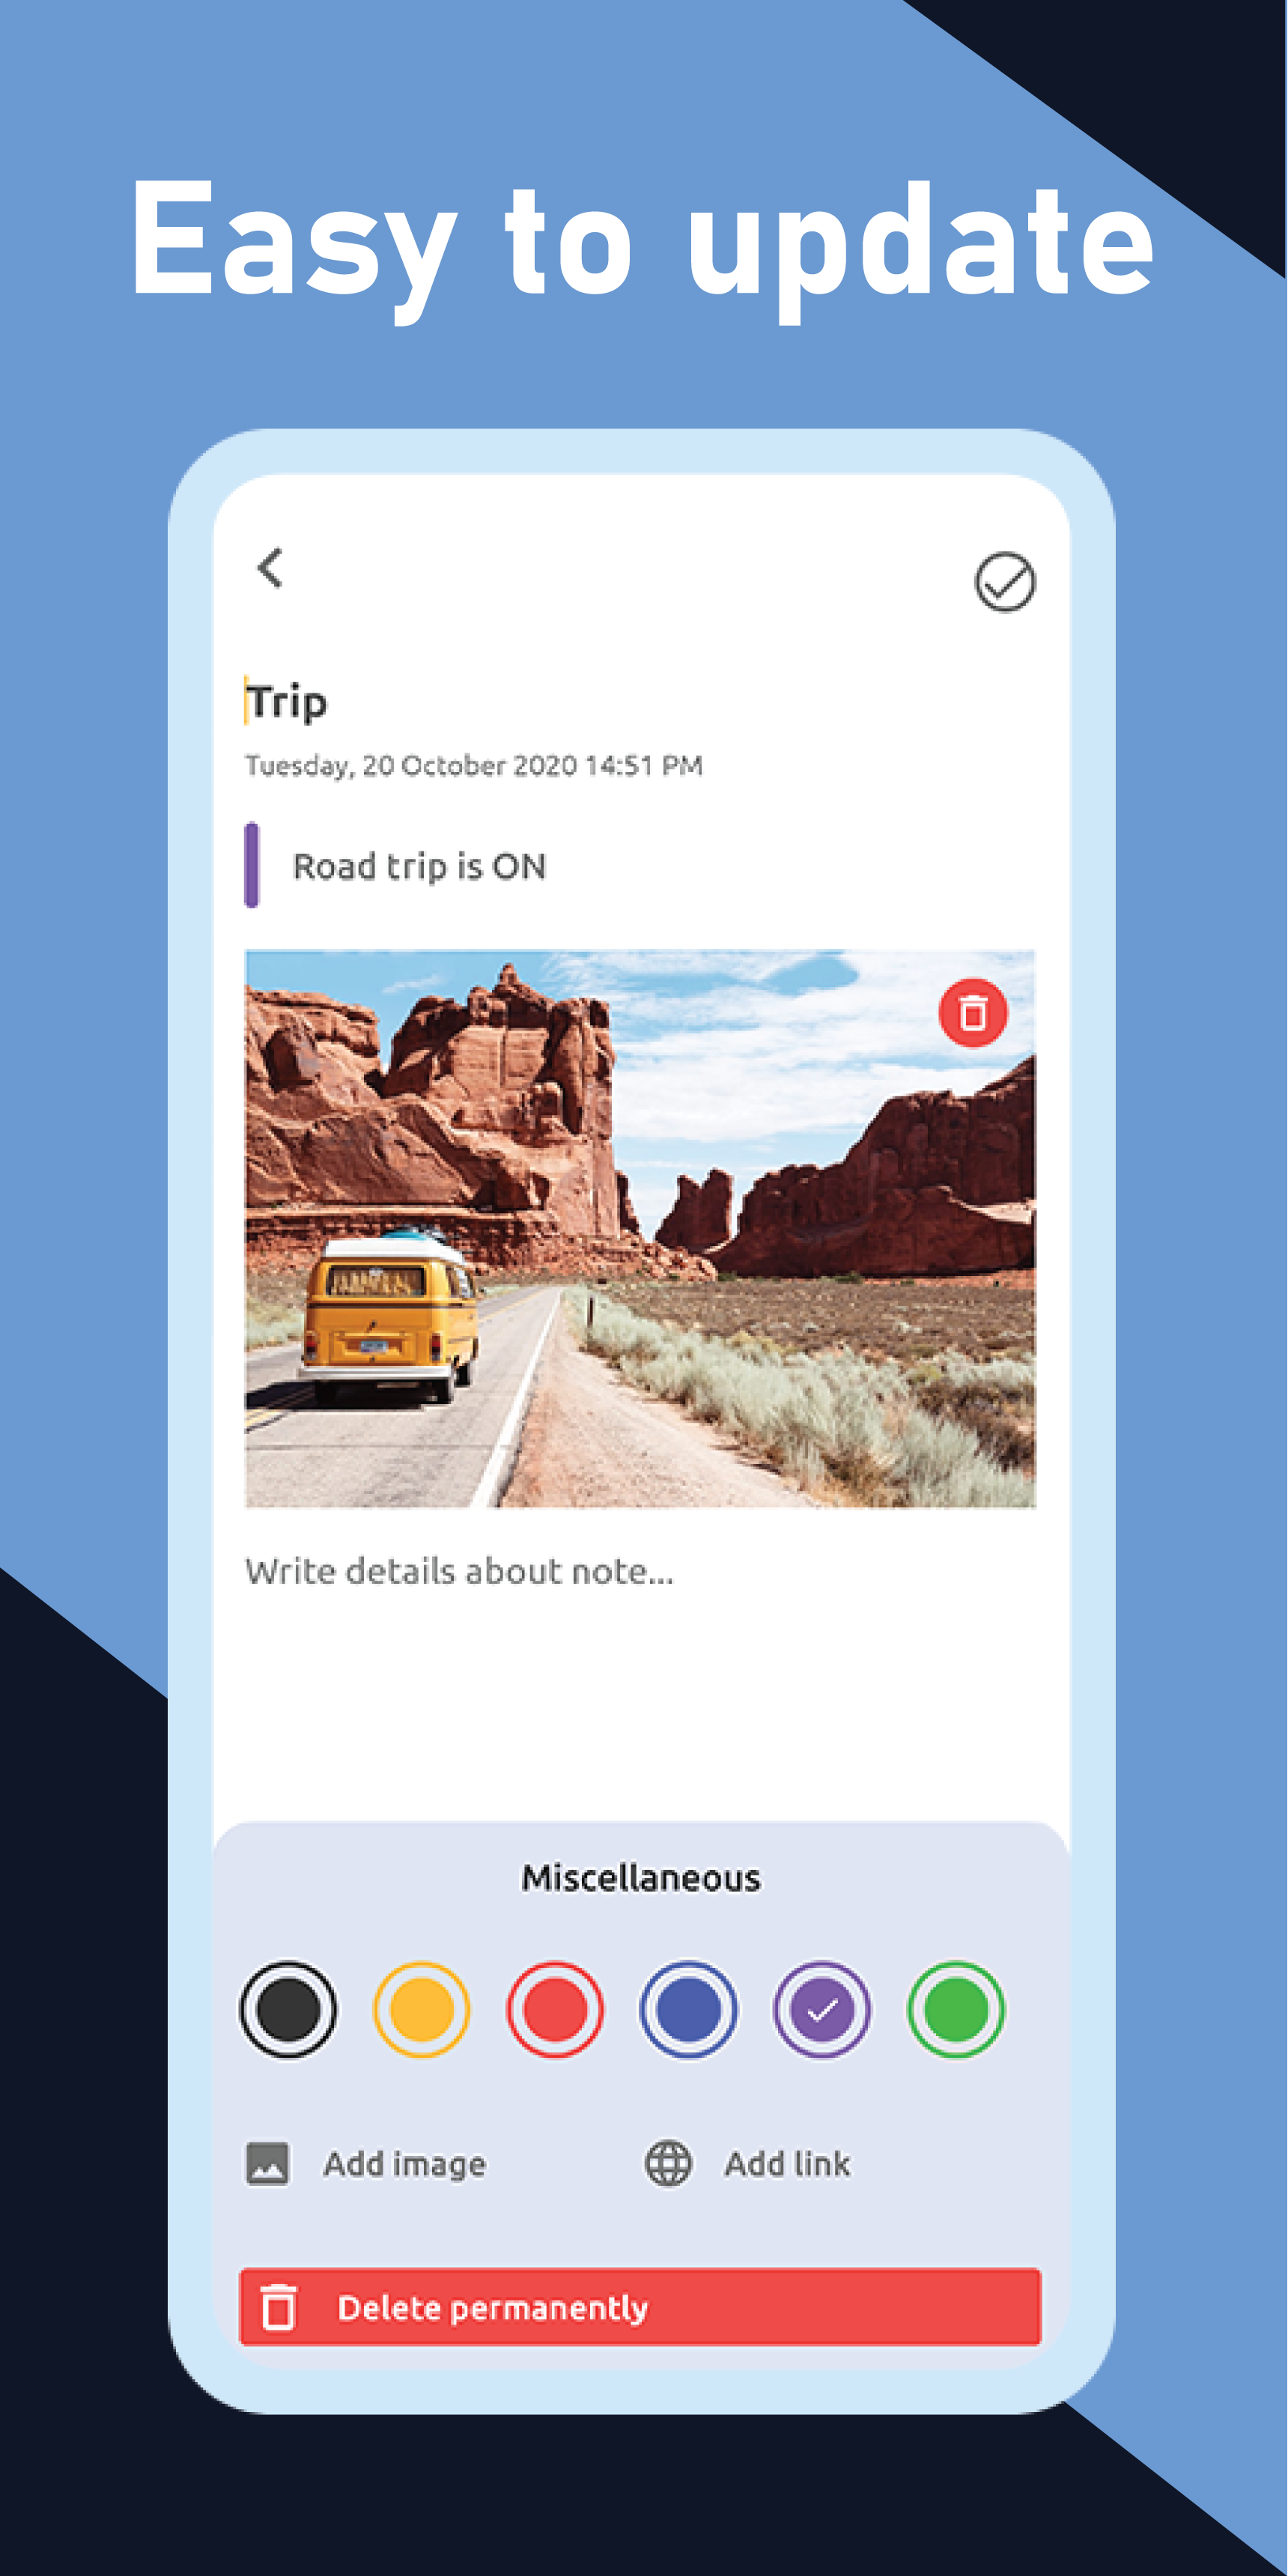 Easy to update
Trip
Tuesday, 20 October 2020 14:51 PM
Road trip is ON
Write details about note...
Miscellaneous
Add image
Add link
Delete permanently